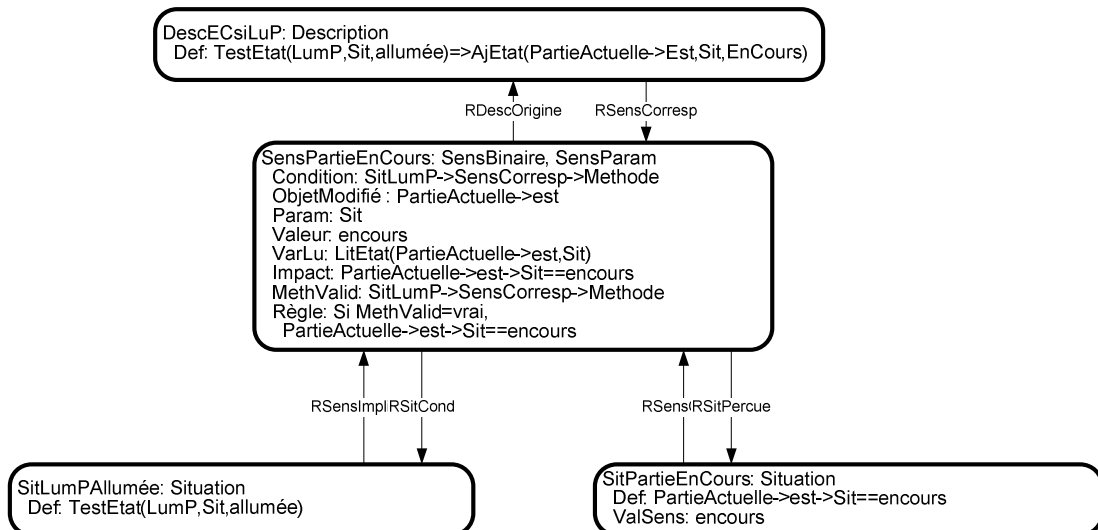 DescECsiLuP: Description
Def: TestEtat(LumP,Sit,allumée)=>AjEtat(PartieActuelle->Est,Sit,EnCours)
RDescOrigine
RSensCorresp
SensPartieEnCours: SensBinaire, SensParam
Condition: SitLumP->SensCorresp->Methode
ObjetModifié : PartieActuelle->est
Param: Sit
Valeur: encours
VarLu: LitEtat(PartieActuelle->est,Sit)
Impact: PartieActuelle->est->Sit==encours
MethValid: SitLumP->SensCorresp->Methode
Règle: Si MethValid=vrai,
PartieActuelle->est->Sit==encours
RSensImpl
RSitCond
RSens
RSitPercue
SitLumPAllumée: Situation
Def: TestEtat(LumP,Sit,allumée)
SitPartieEnCours: Situation
Def: PartieActuelle->est->Sit==encours
ValSens: encours